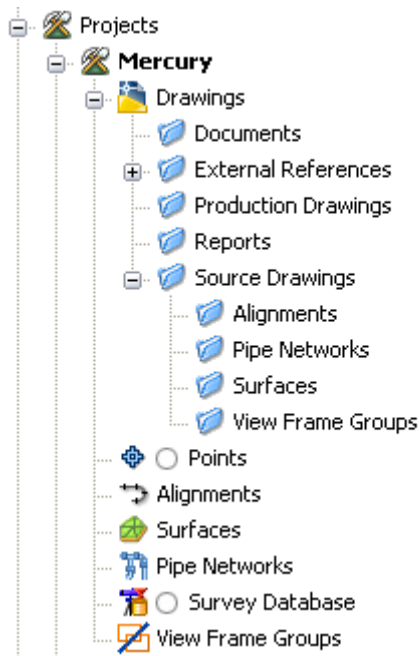 Projects
Mercury
Drawings
Documents
External References
Production Drawings
Reports
Source Drawings
Alignments
Pipe Networks
Surfaces
View Frame Groups
Points
Alignments
Surfaces
Pipe Networks
Survey Database
View Frame Groups